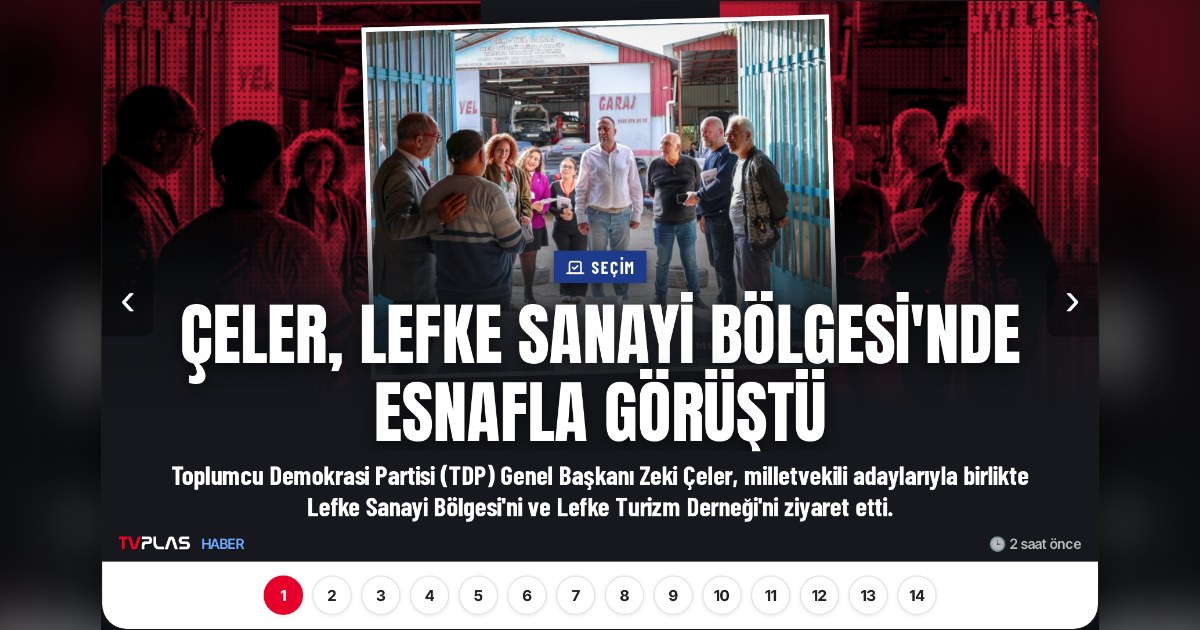 YEL
GARAJ
SEÇİM
ÇELER, LEFKE SANAYİ BÖLGESİ'NDE
ESNAFLA GÖRÜŞTÜ
Toplumcu Demokrasi Partisi (TDP) Genel Başkanı Zeki Çeler, milletvekili adaylarıyla birlikte
Lefke Sanayi Bölgesi'ni ve Lefke Turizm Derneği'ni ziyaret etti.
TVPLAS HABER
2 saat önce
1 2 3 4 5 6 7 8 9 10 11 12 13 14